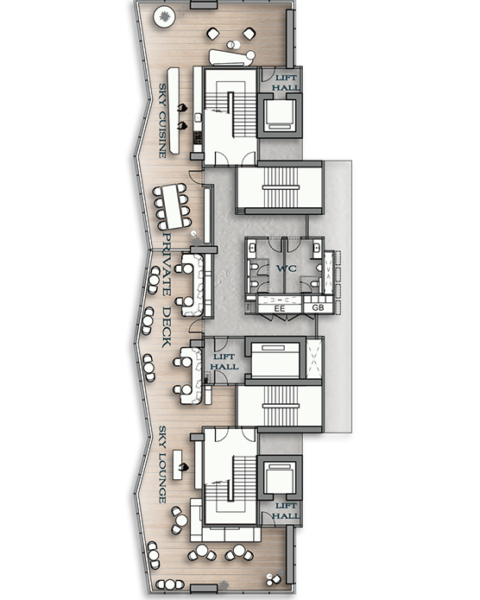 LIFT
HALL
SKY CUISINE
PRIVATE DECK
WC
EE
GB
LIFT
HALL
SKY LOUNGE
LIFT
HALL